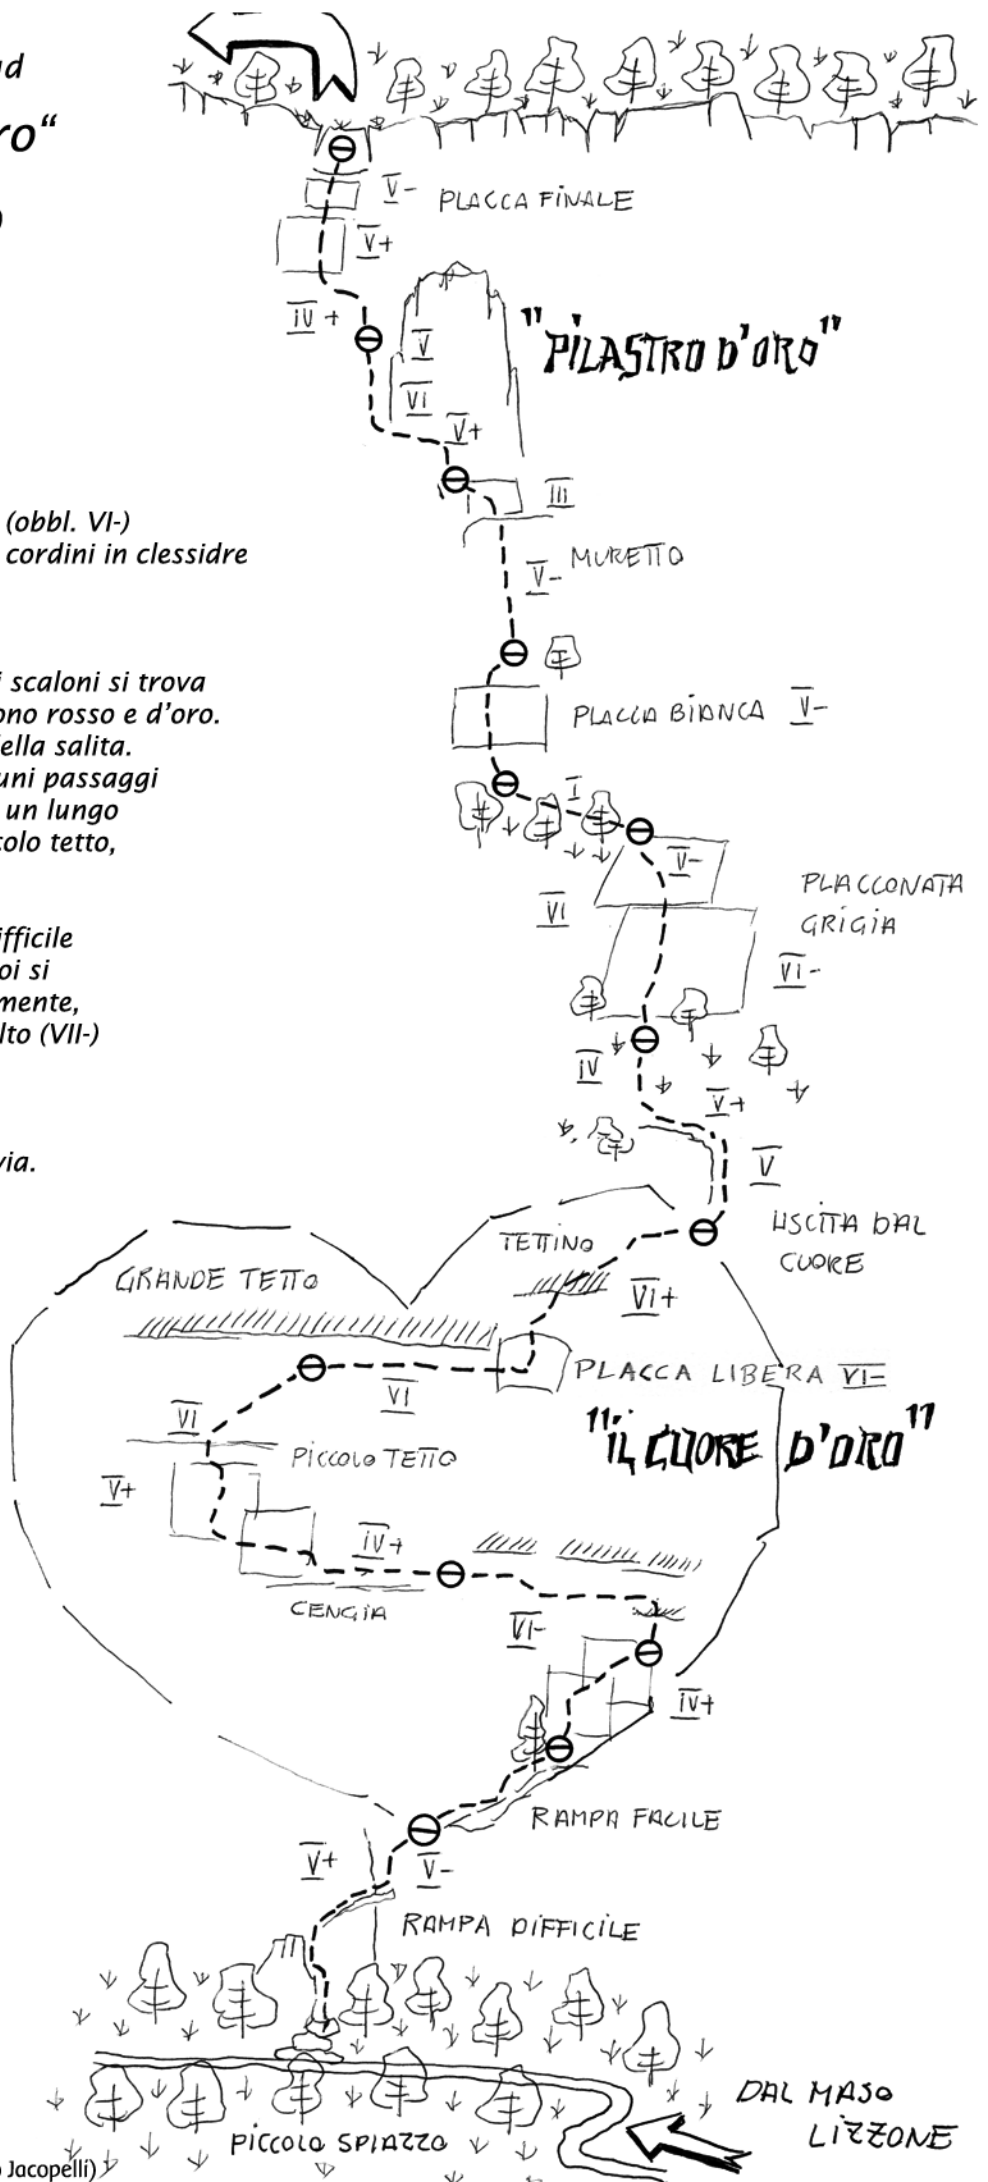 ro“
V- PLACCA FINALE
V+
IV+
V
"PILASTRO D'ORO"
VI
V+
III
(obbl. VI-)
cordini in clessidre
V- MURETTO
i scaloni si trova
ono rosso e d’oro.
PLACCA BIANCA V-
ella salita.
uni passaggi
I
un lungo
colo tetto,
V-
PLACCONATA
VI
GRIGIA
ifficile
oi si
VI-
mente,
lto (VII-)
IV
V+
via.
V
USCITA DAL
TETTINO
CUORE
GRANDE TETTO
VI+
PLACCA LIBERA VI-
VI
VI
"IL CUORE D'ORO"
PICCOLO TETTO
V+
IV+
CENGIA
VI-
IV+
RAMPA FACILE
V+
V-
RAMPA DIFFICILE
DAL MASO
LIZZONE
PICCOLO SPIAZZO
o Jacopelli)